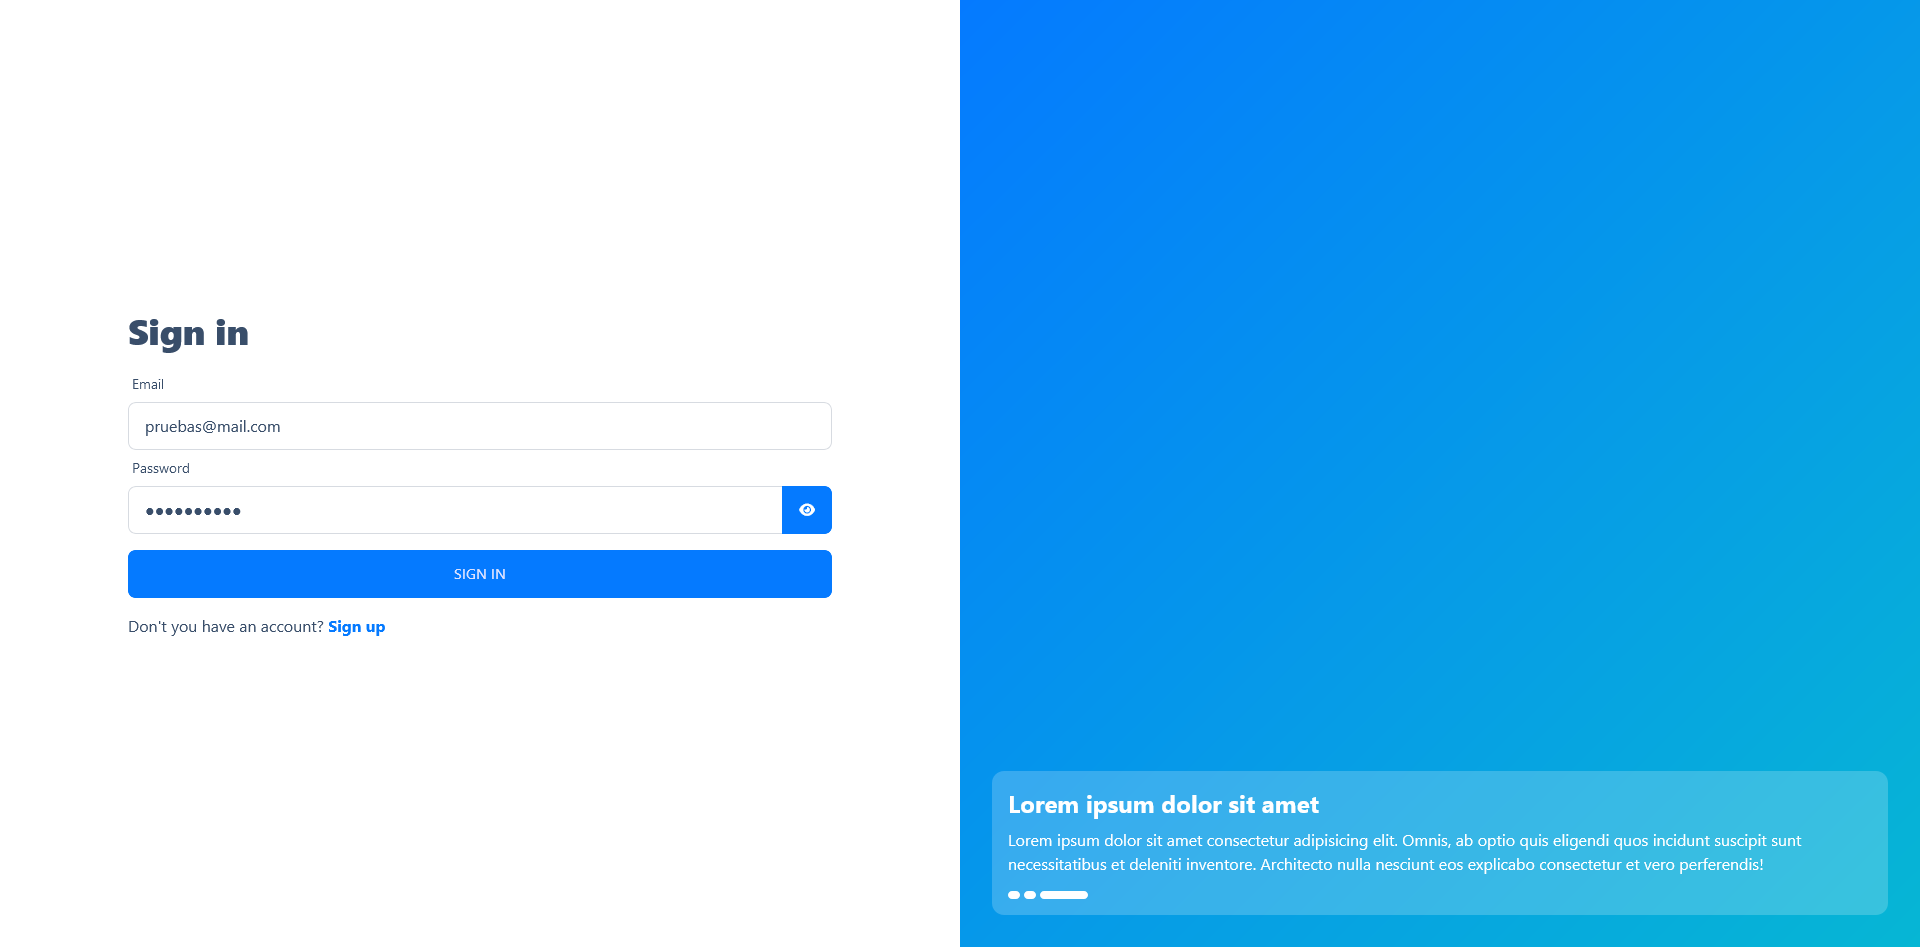 Sign in
Email
pruebas@mail.com
Password
••••••••••
SIGN IN
Don't you have an account? Sign up
Lorem ipsum dolor sit amet
Lorem ipsum dolor sit amet consectetur adipisicing elit. Omnis, ab optio quis eligendi quos incidunt suscipit sunt
necessitatibus et deleniti inventore. Architecto nulla nesciunt eos explicabo consectetur et vero perferendis!